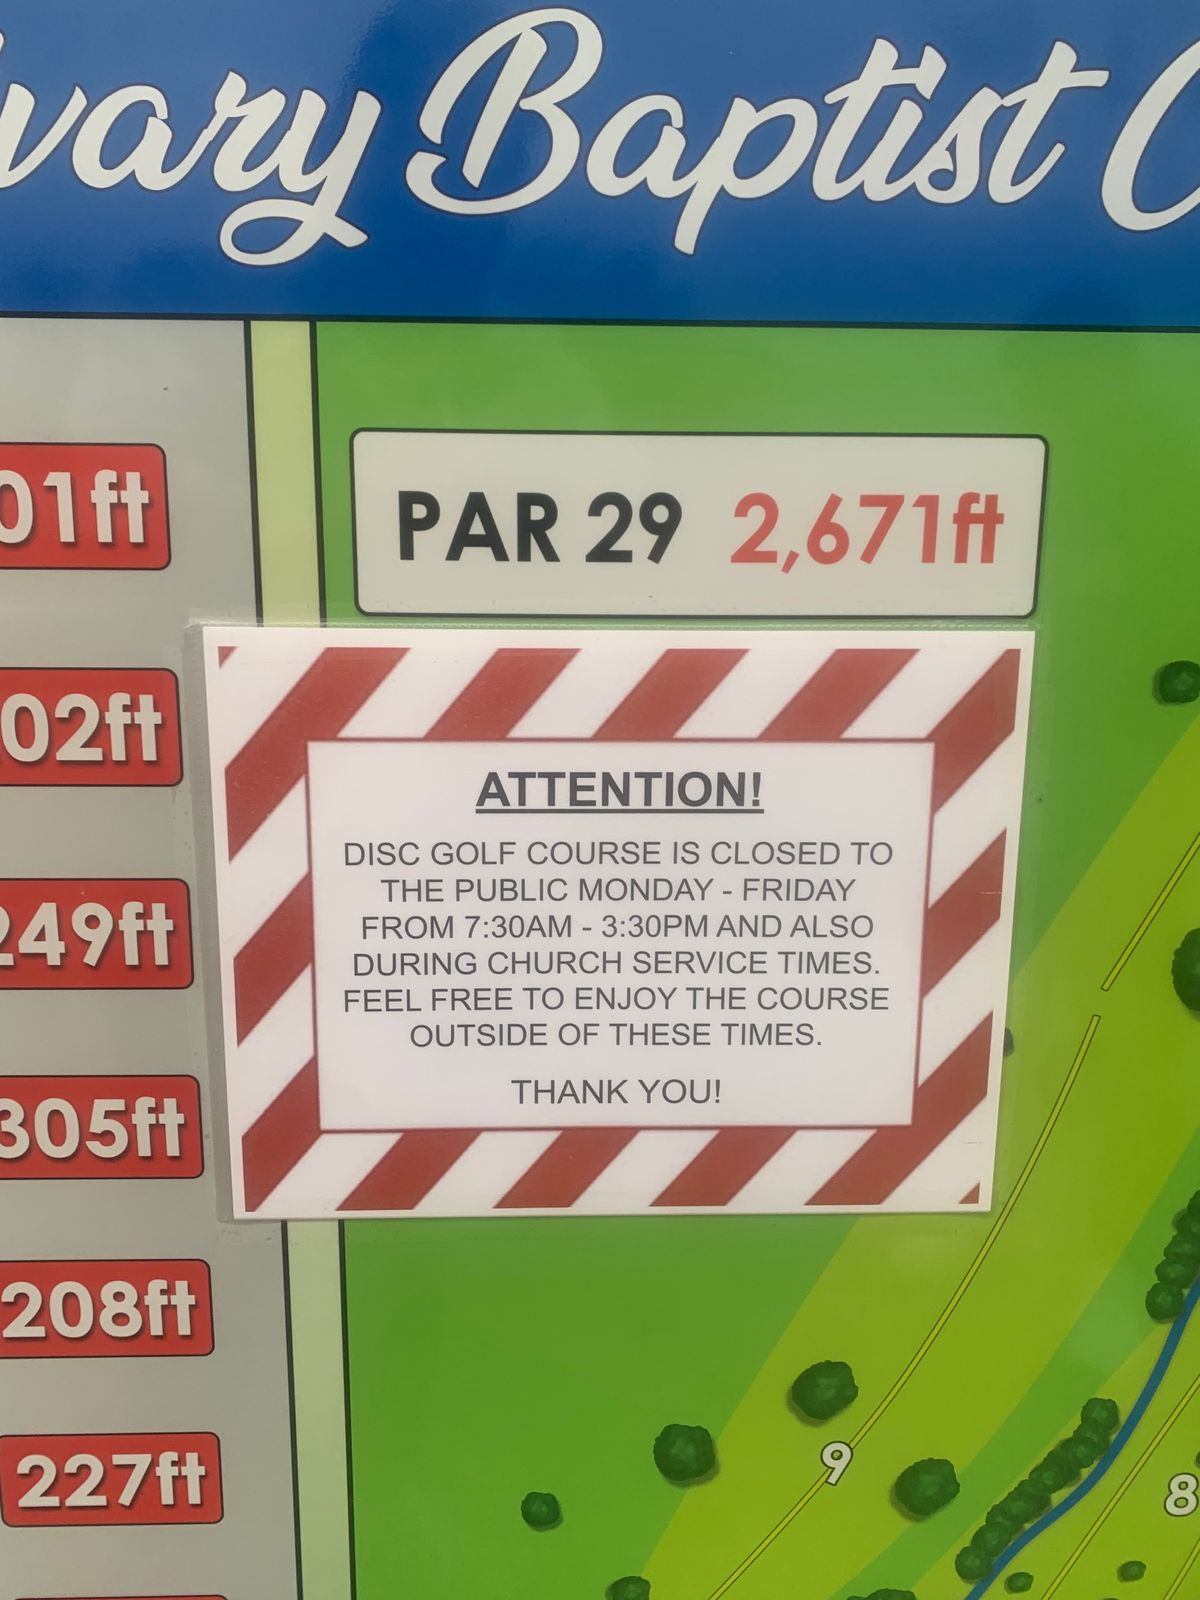 vary Baptist C
01ft
PAR 29 2,671ft
02ft
249ft
305ft
208ft
227ft
ATTENTION!
DISC GOLF COURSE IS CLOSED TO
THE PUBLIC MONDAY - FRIDAY
FROM 7:30AM - 3:30PM AND ALSO
DURING CHURCH SERVICE TIMES.
FEEL FREE TO ENJOY THE COURSE
OUTSIDE OF THESE TIMES.
THANK YOU!
9
8